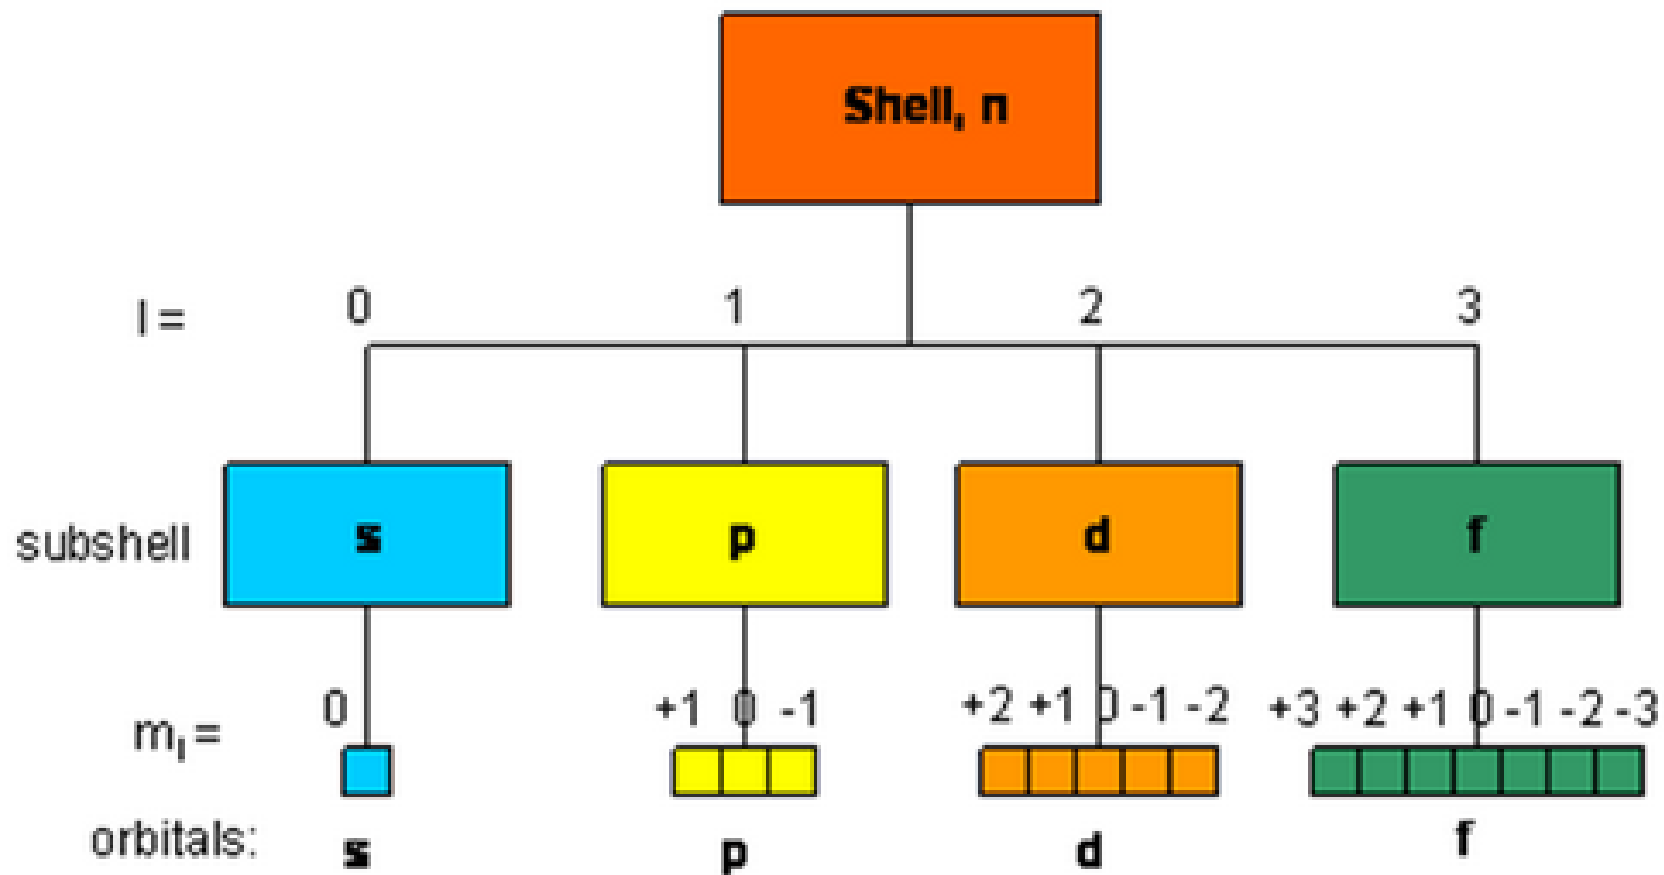 Shell, n
l = 0 1 2 3
subshell s p d f
mₗ = 0 +1 0 -1 +2 +1 0 -1 -2 +3 +2 +1 0 -1 -2 -3
orbitals: s p d f